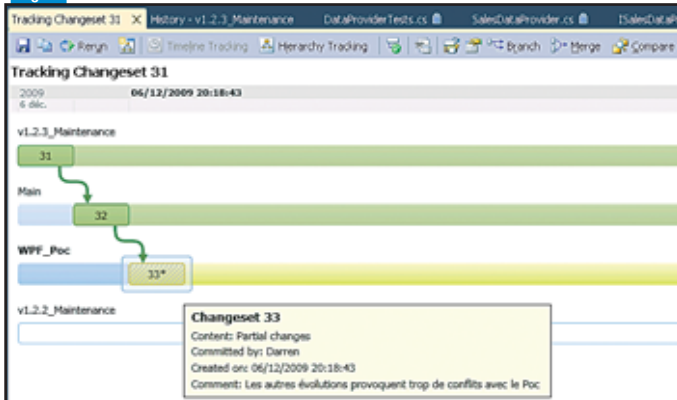 Tracking Changeset 31 X History - v1.2.3_Maintenance DataProviderTests.cs SalesDataProvider.cs ISalesDataPr
Rerun Timeline Tracking Hierarchy Tracking Branch Merge Compare
Tracking Changeset 31
2009 06/12/2009 20:18:43
6 déc.
v1.2.3_Maintenance
31
Main
32
WPF_Poc
33*
v1.2.2_Maintenance
Changeset 33
Content: Partial changes
Committed by: Darren
Created on: 06/12/2009 20:18:43
Comment: Les autres évolutions provoquent trop de conflits avec le Poc